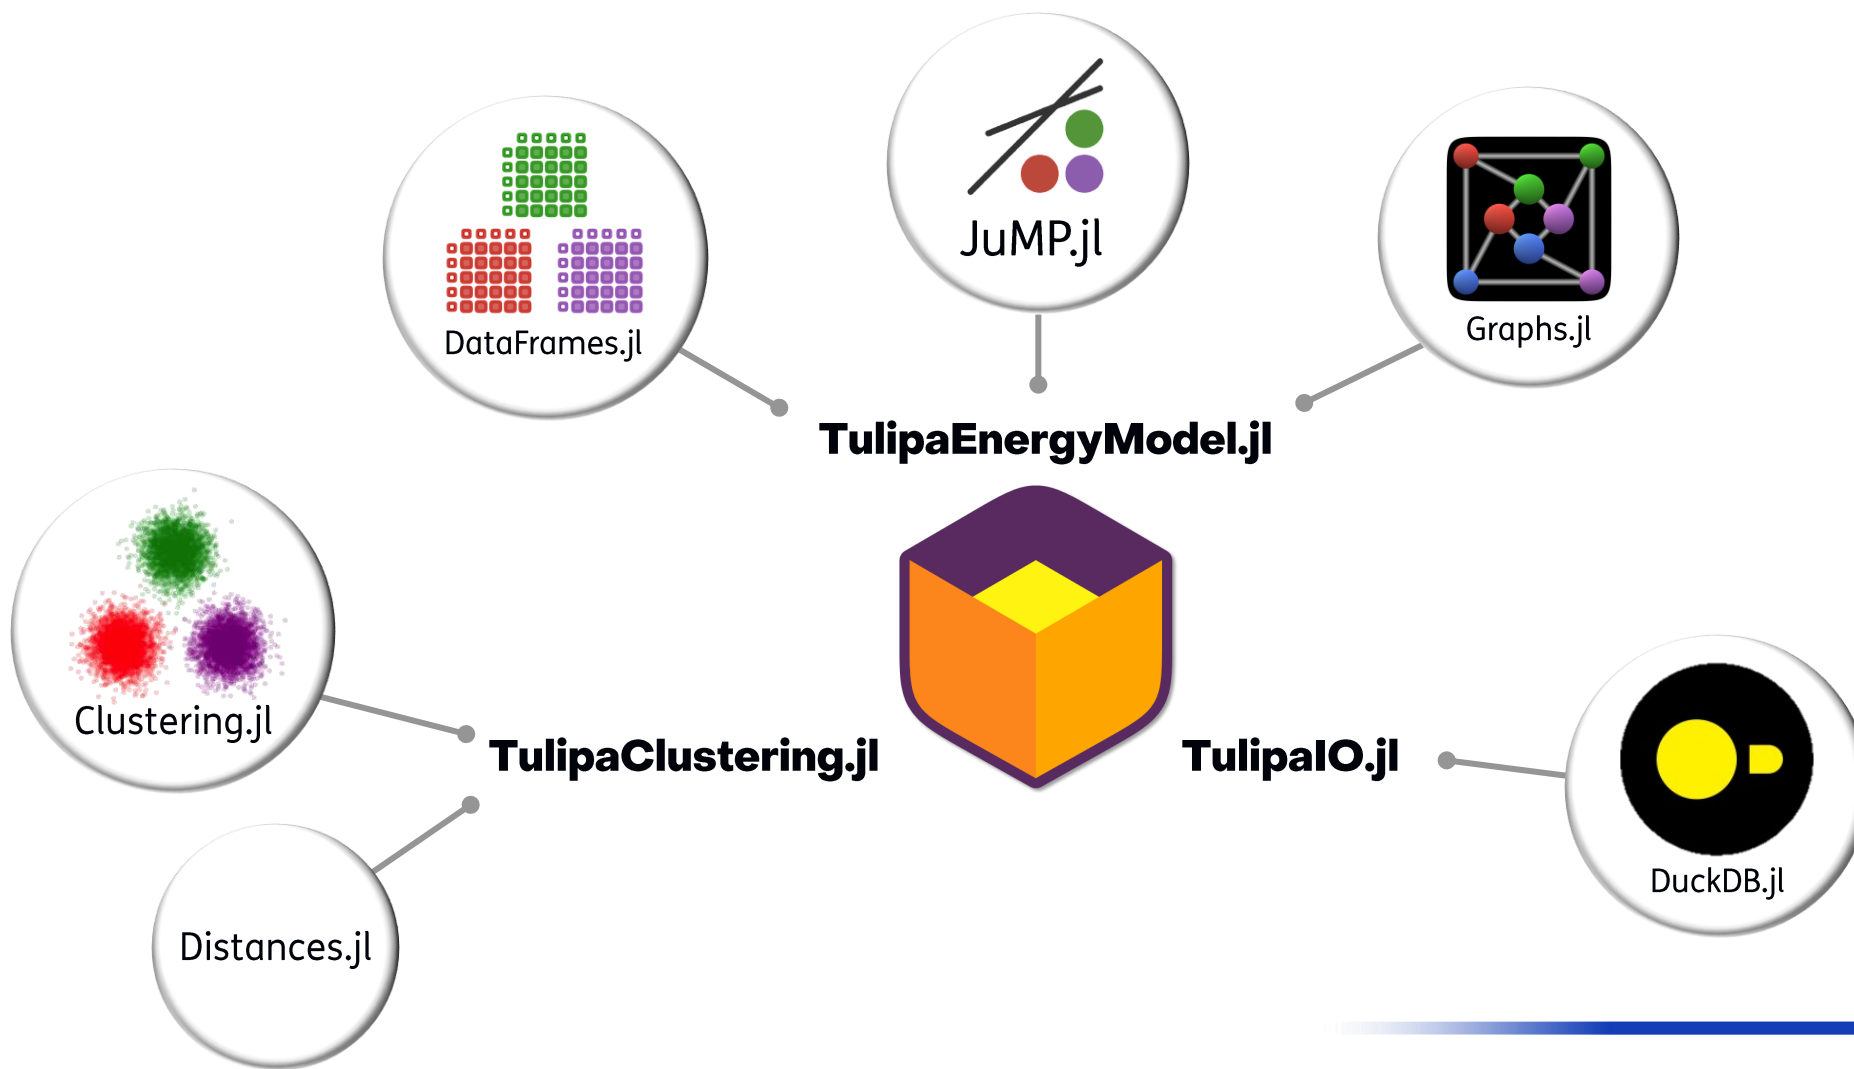 JuMP.jl
DataFrames.jl
Graphs.jl
TulipaEnergyModel.jl
Clustering.jl
TulipaClustering.jl
TulipaIO.jl
DuckDB.jl
Distances.jl